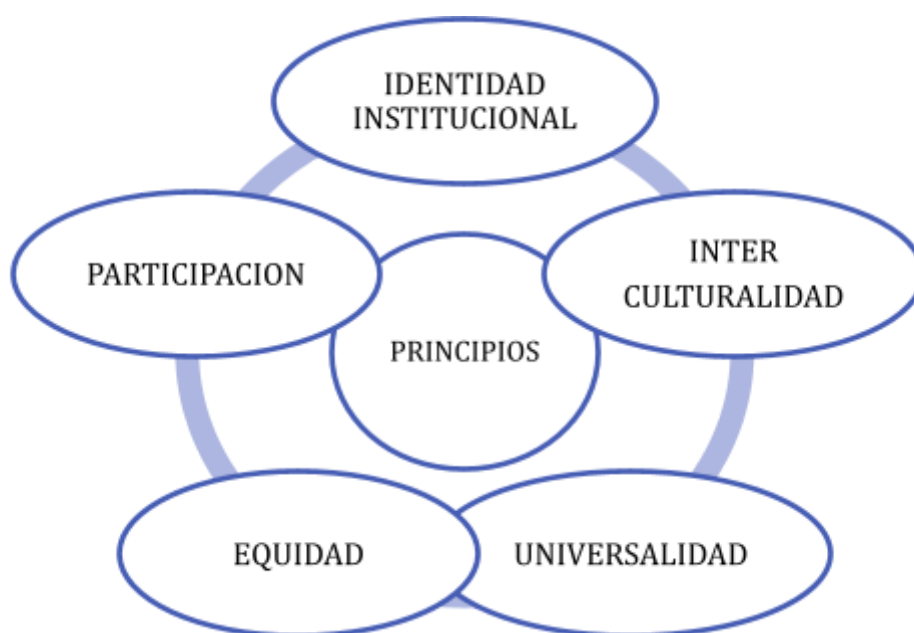 IDENTIDAD
INSTITUCIONAL
INTER
CULTURALIDAD
UNIVERSALIDAD
EQUIDAD
PARTICIPACION
PRINCIPIOS